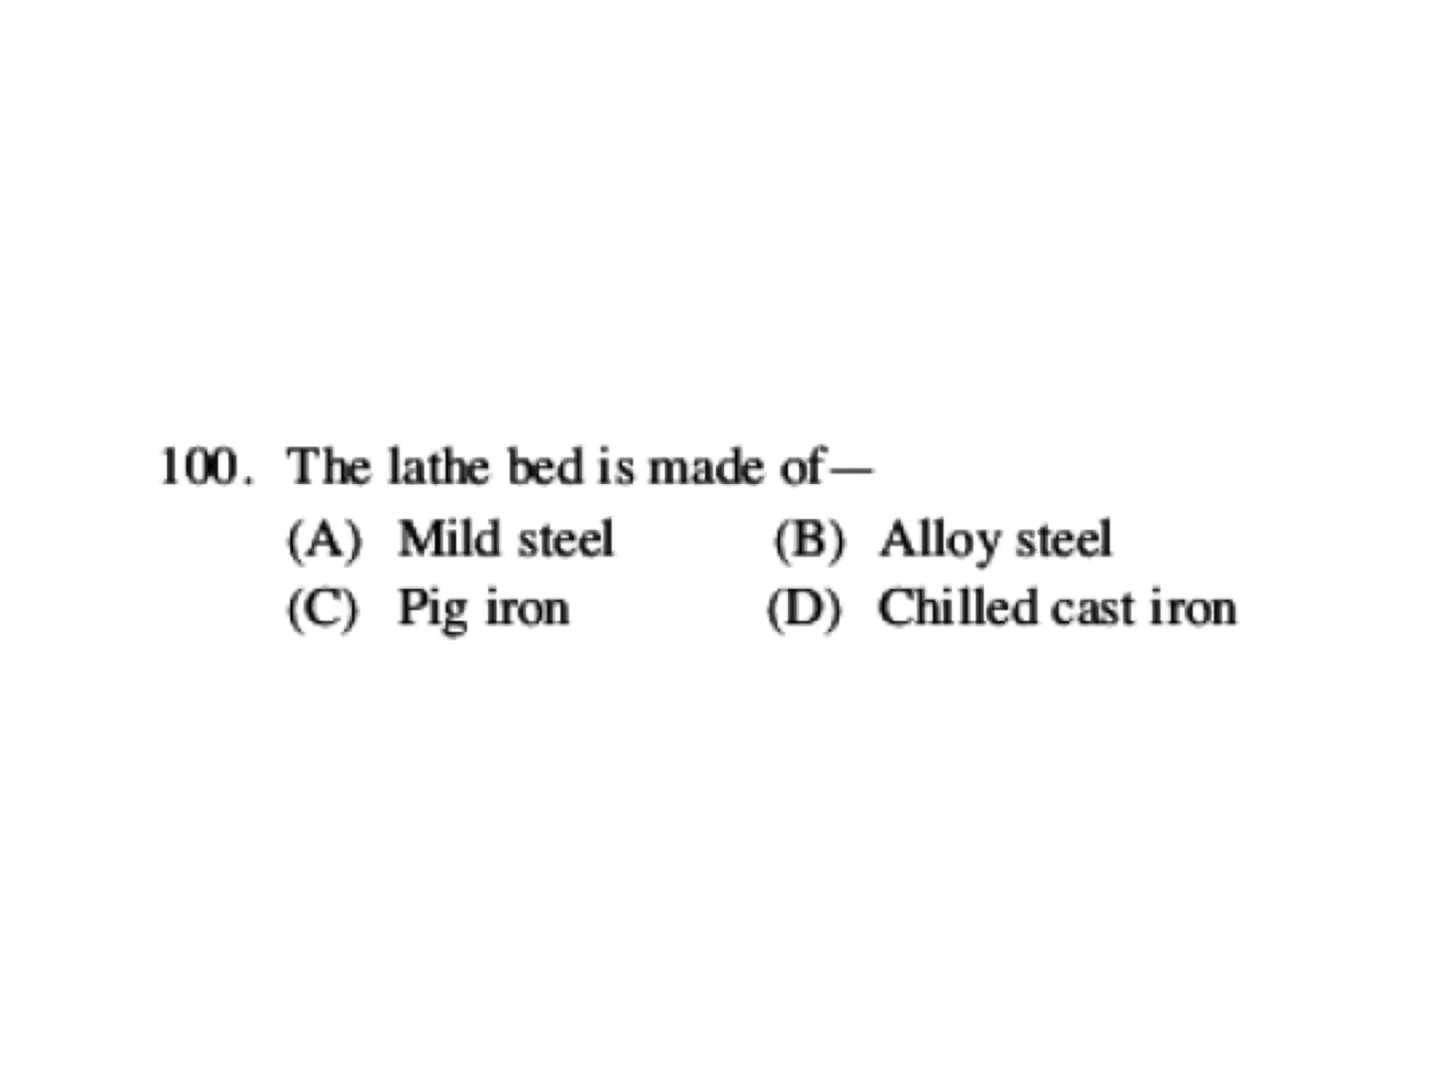 100. The lathe bed is made of—
(A) Mild steel (B) Alloy steel
(C) Pig iron (D) Chilled cast iron